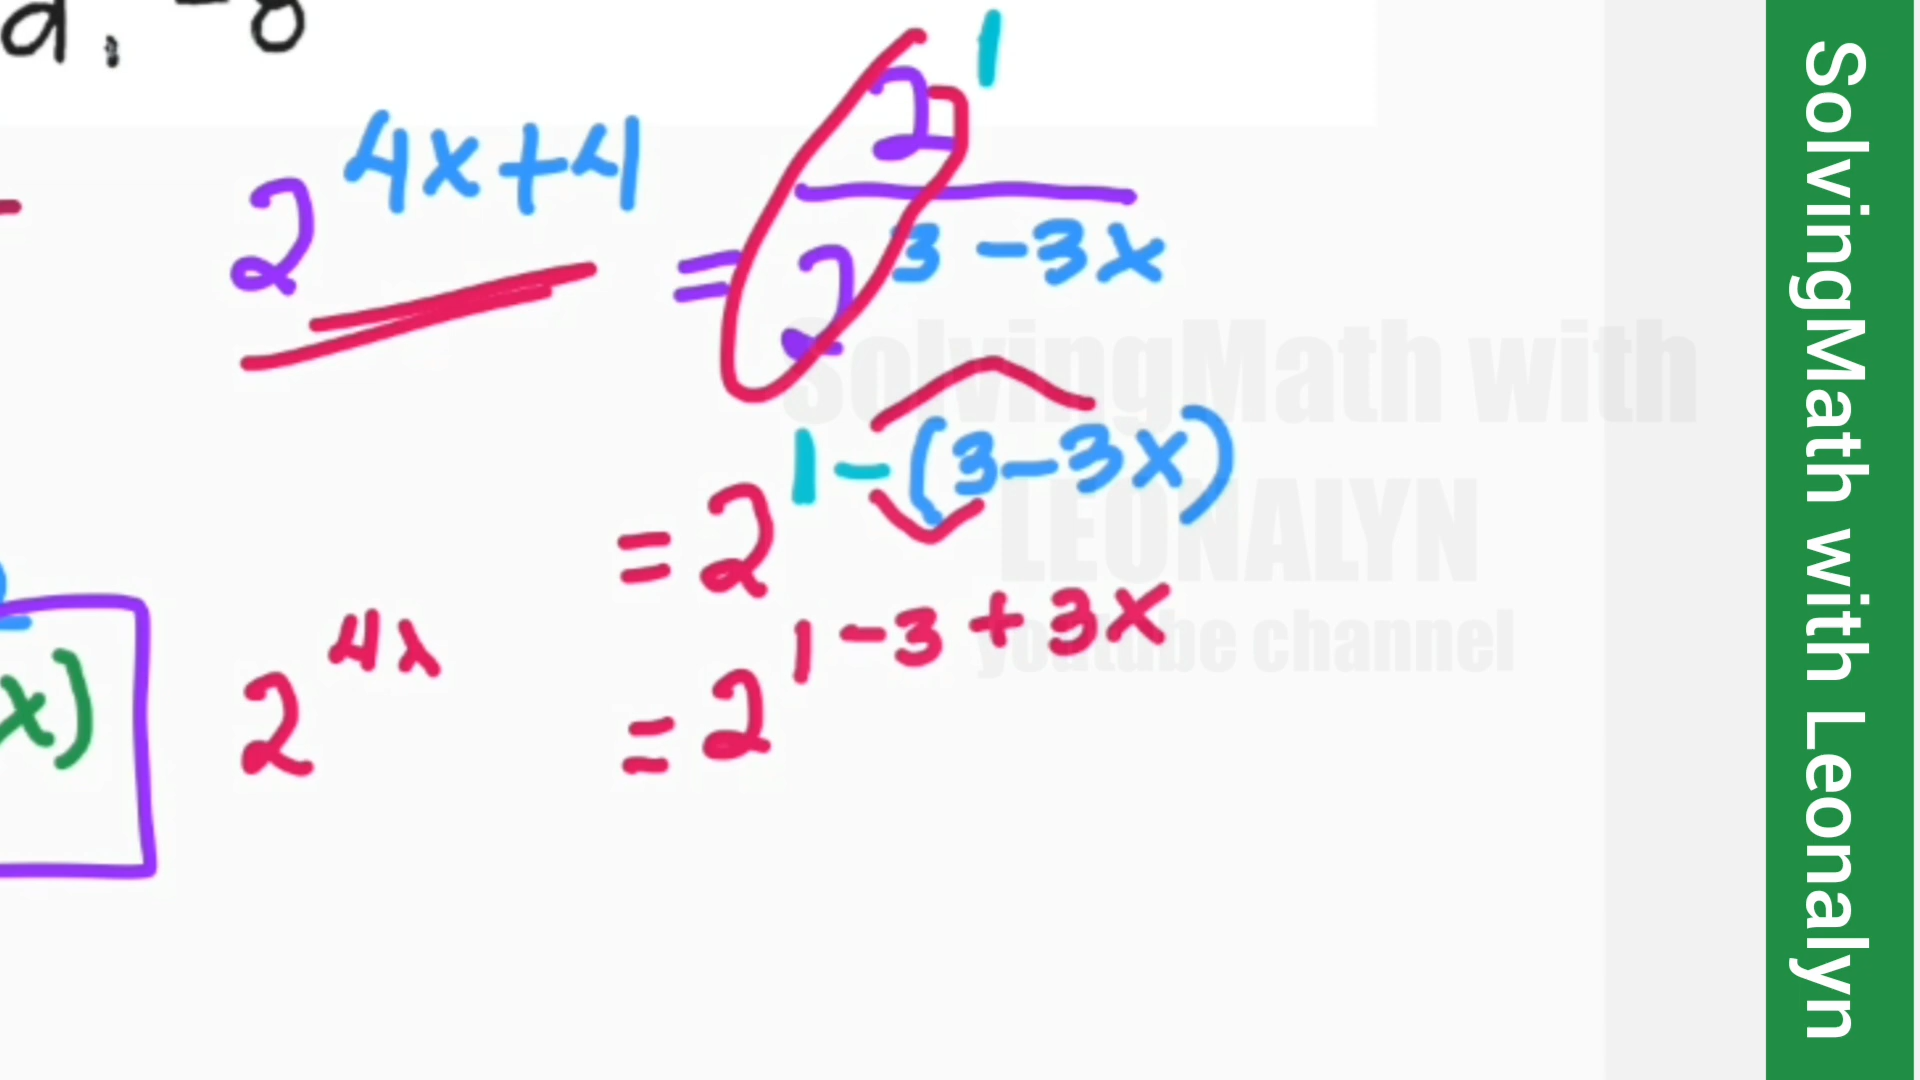 a. -8
2^{4x+4} = \frac{2^1}{2^{3-3x}}
= 2^{1-(3-3x)}
2^{4x} = 2^{1-3+3x}
x)
SolvingMath with
LEONALYN
youtube channel
SolvingMath with Leonalyn